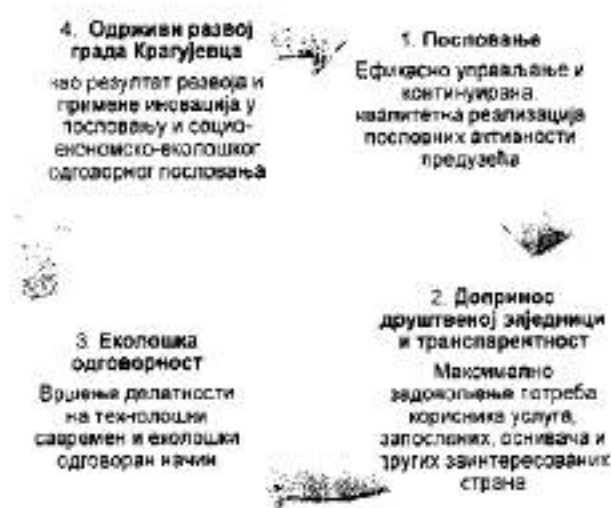 4. Одрживи развој
града Крагујевца
као резултат развоја и
примене иновација у
пословању и социо-
економско-еколошког
одговорног пословања
1. Пословање
Ефикасно управљање и
континуирана,
квалитетна реализација
пословних активности
предузећа
2. Допринос
друштвеној заједници
и транспарентност
Максимално
задовољење потреба
корисника услуга,
запослених, оснивача и
других заинтересованих
страна
3. Еколошка
одговорност
Вршење делатности
на технолошки
савремен и еколошки
одговоран начин